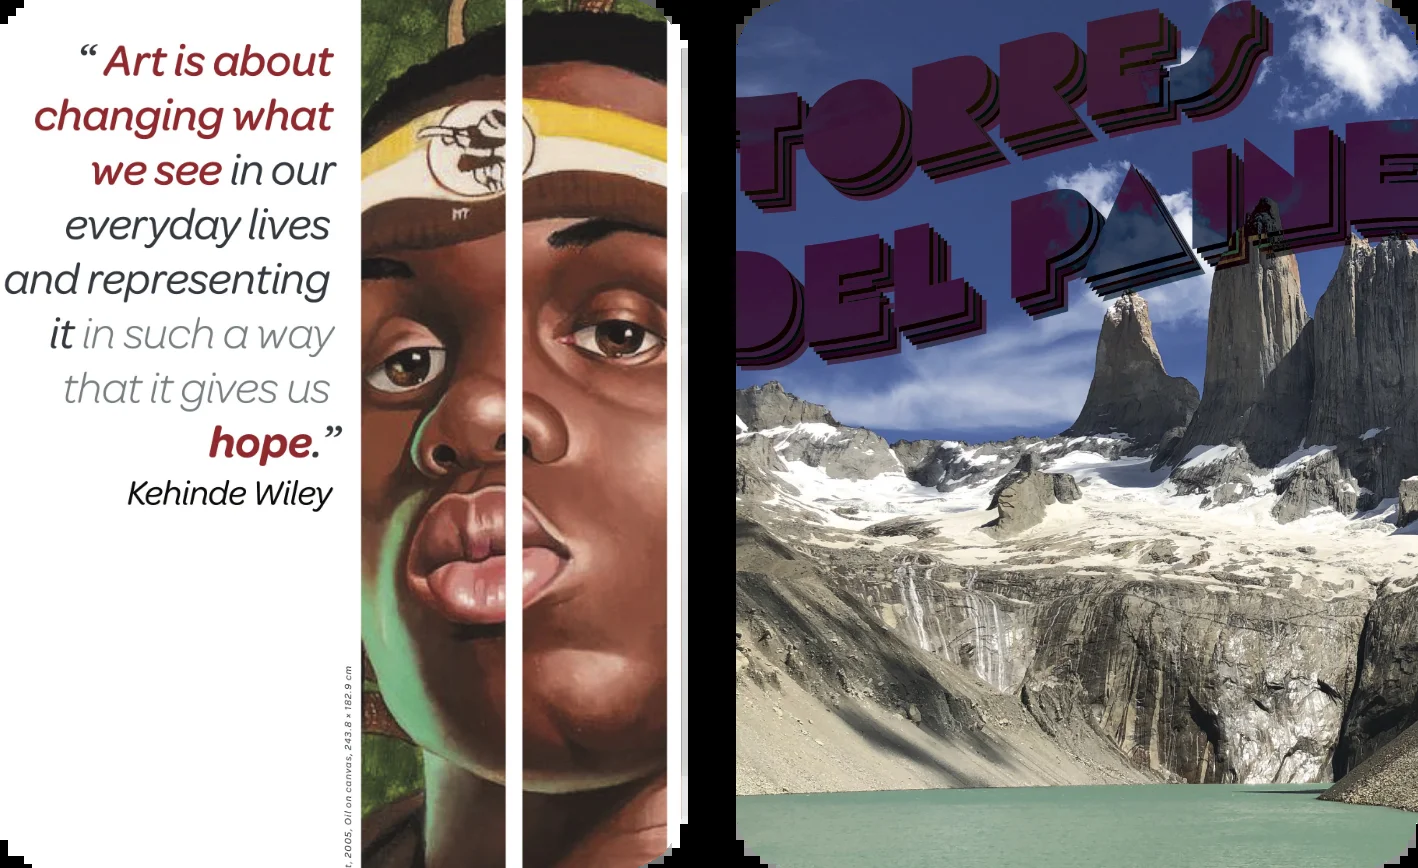 “ Art is about
changing what
we see in our
everyday lives
and representing
it in such a way
that it gives us
hope.”
Kehinde Wiley
, 2005, Oil on canvas, 243.8 × 182.9 cm
TORRES
DEL PAINE